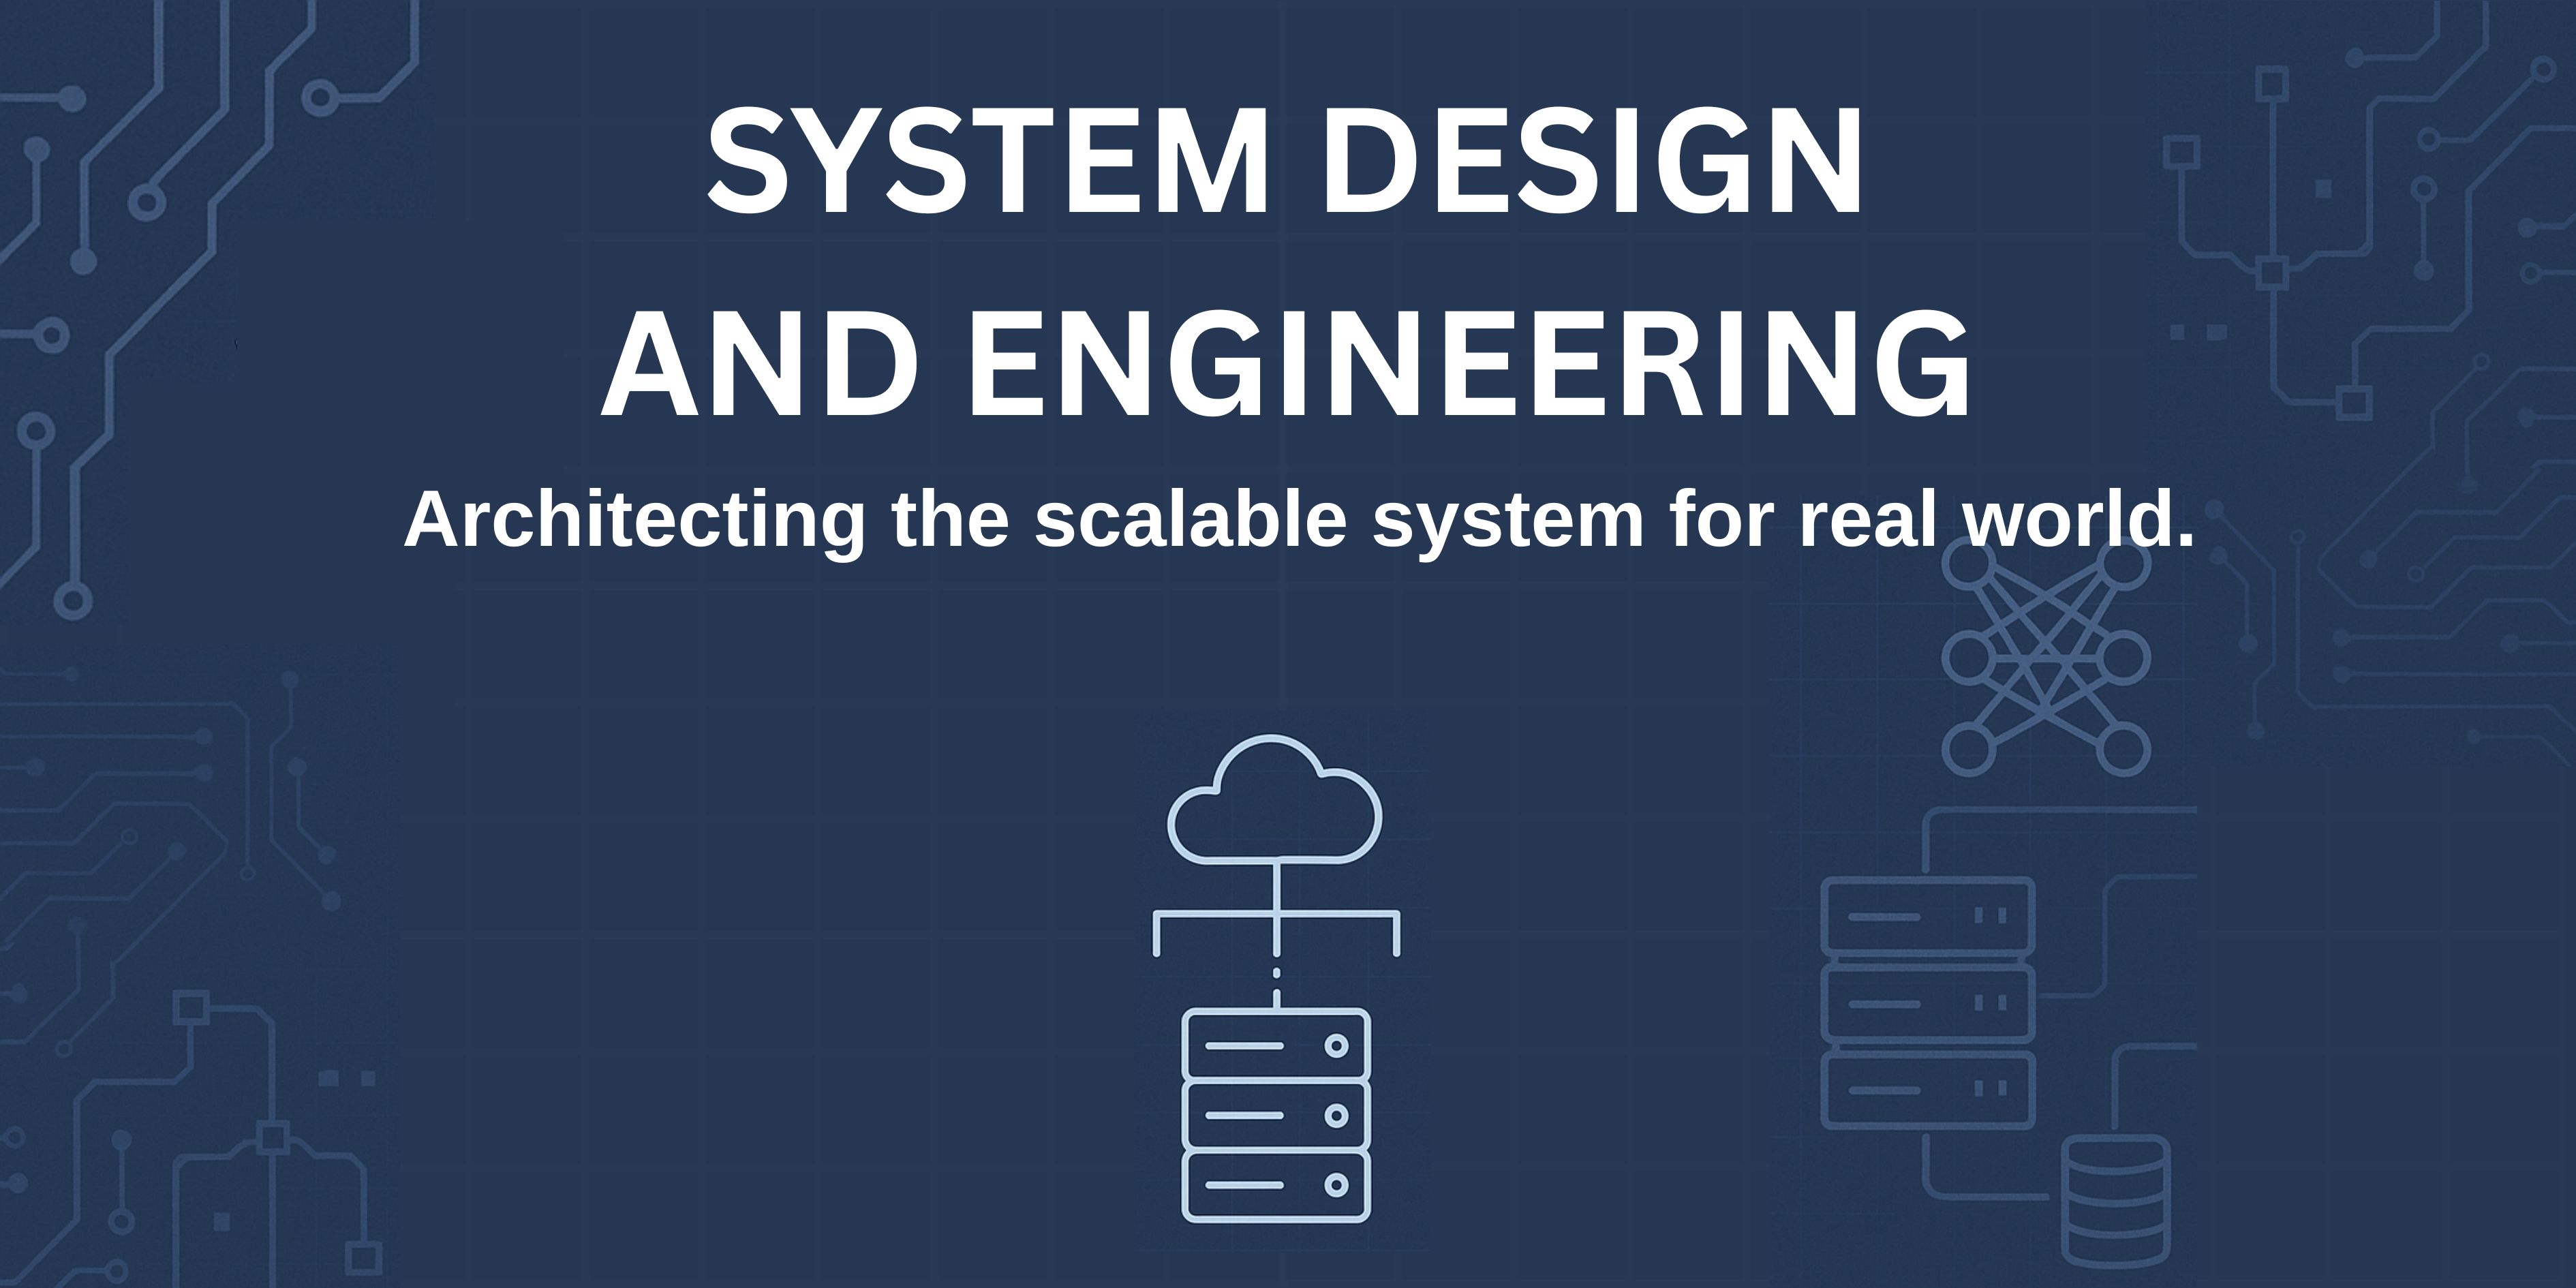 SYSTEM DESIGN
AND ENGINEERING
Architecting the scalable system for real world.